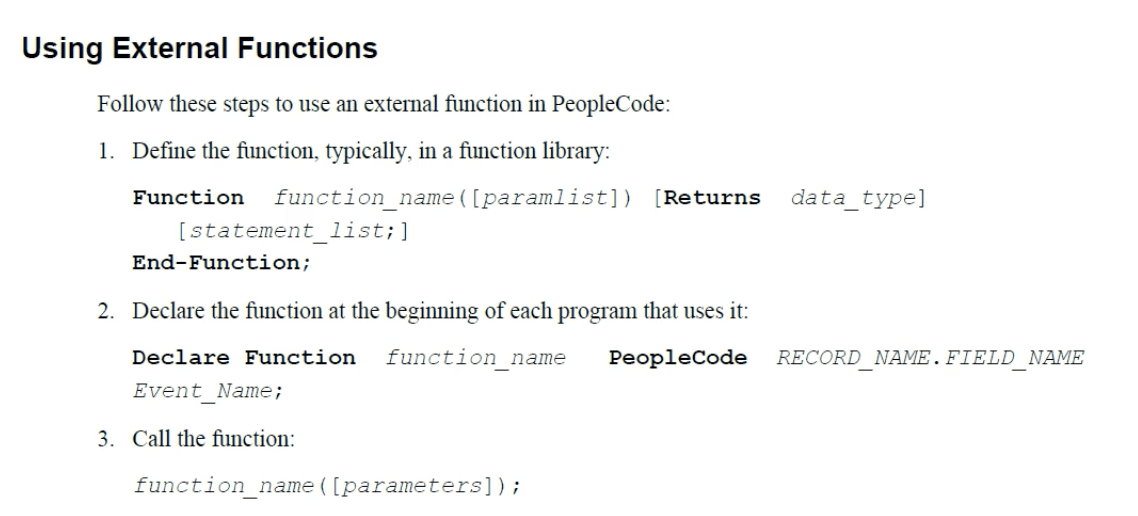 Using External Functions
Follow these steps to use an external function in PeopleCode:
1. Define the function, typically, in a function library:
Function function_name([paramlist]) [Returns data_type]
[statement_list;]
End-Function;
2. Declare the function at the beginning of each program that uses it:
Declare Function function_name PeopleCode RECORD_NAME.FIELD_NAME
Event_Name;
3. Call the function:
function_name([parameters]);